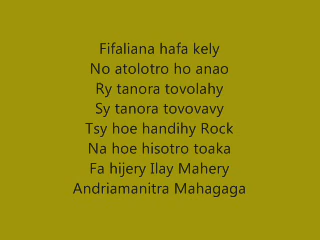 Fifaliana hafa kely
No atolotro ho anao
Ry tanora tovolahy
Sy tanora tovovavy
Tsy hoe handihy Rock
Na hoe hisotro toaka
Fa hijery Ilay Mahery
Andriamanitra Mahagaga